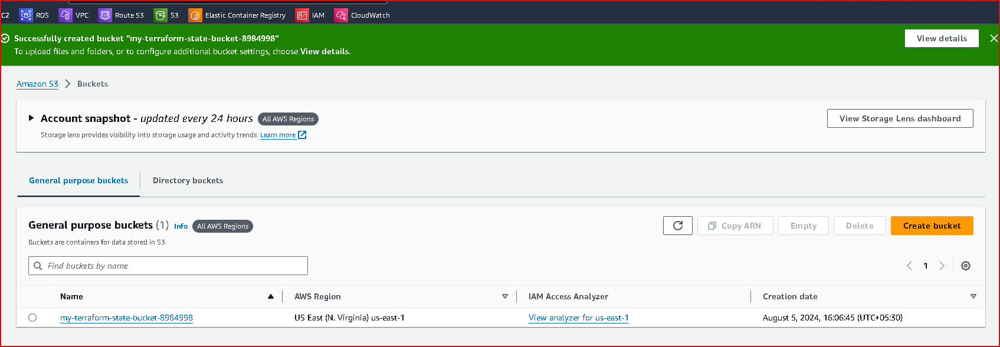 C2 RDS VPC Route 53 S3 Elastic Container Registry IAM CloudWatch
Successfully created bucket "my-terraform-state-bucket-8984998"
To upload files and folders, or to configure additional bucket settings, choose View details.
View details
Amazon S3 Buckets
Account snapshot - updated every 24 hours All AWS Regions
Storage lens provides visibility into storage usage and activity trends. Learn more
View Storage Lens dashboard
General purpose buckets Directory buckets
General purpose buckets (1) Info All AWS Regions
Buckets are containers for data stored in S3.
Copy ARN Empty Delete Create bucket
Find buckets by name
1
Name AWS Region IAM Access Analyzer Creation date
my-terraform-state-bucket-8984998 US East (N. Virginia) us-east-1 View analyzer for us-east-1 August 5, 2024, 16:06:45 (UTC+05:30)